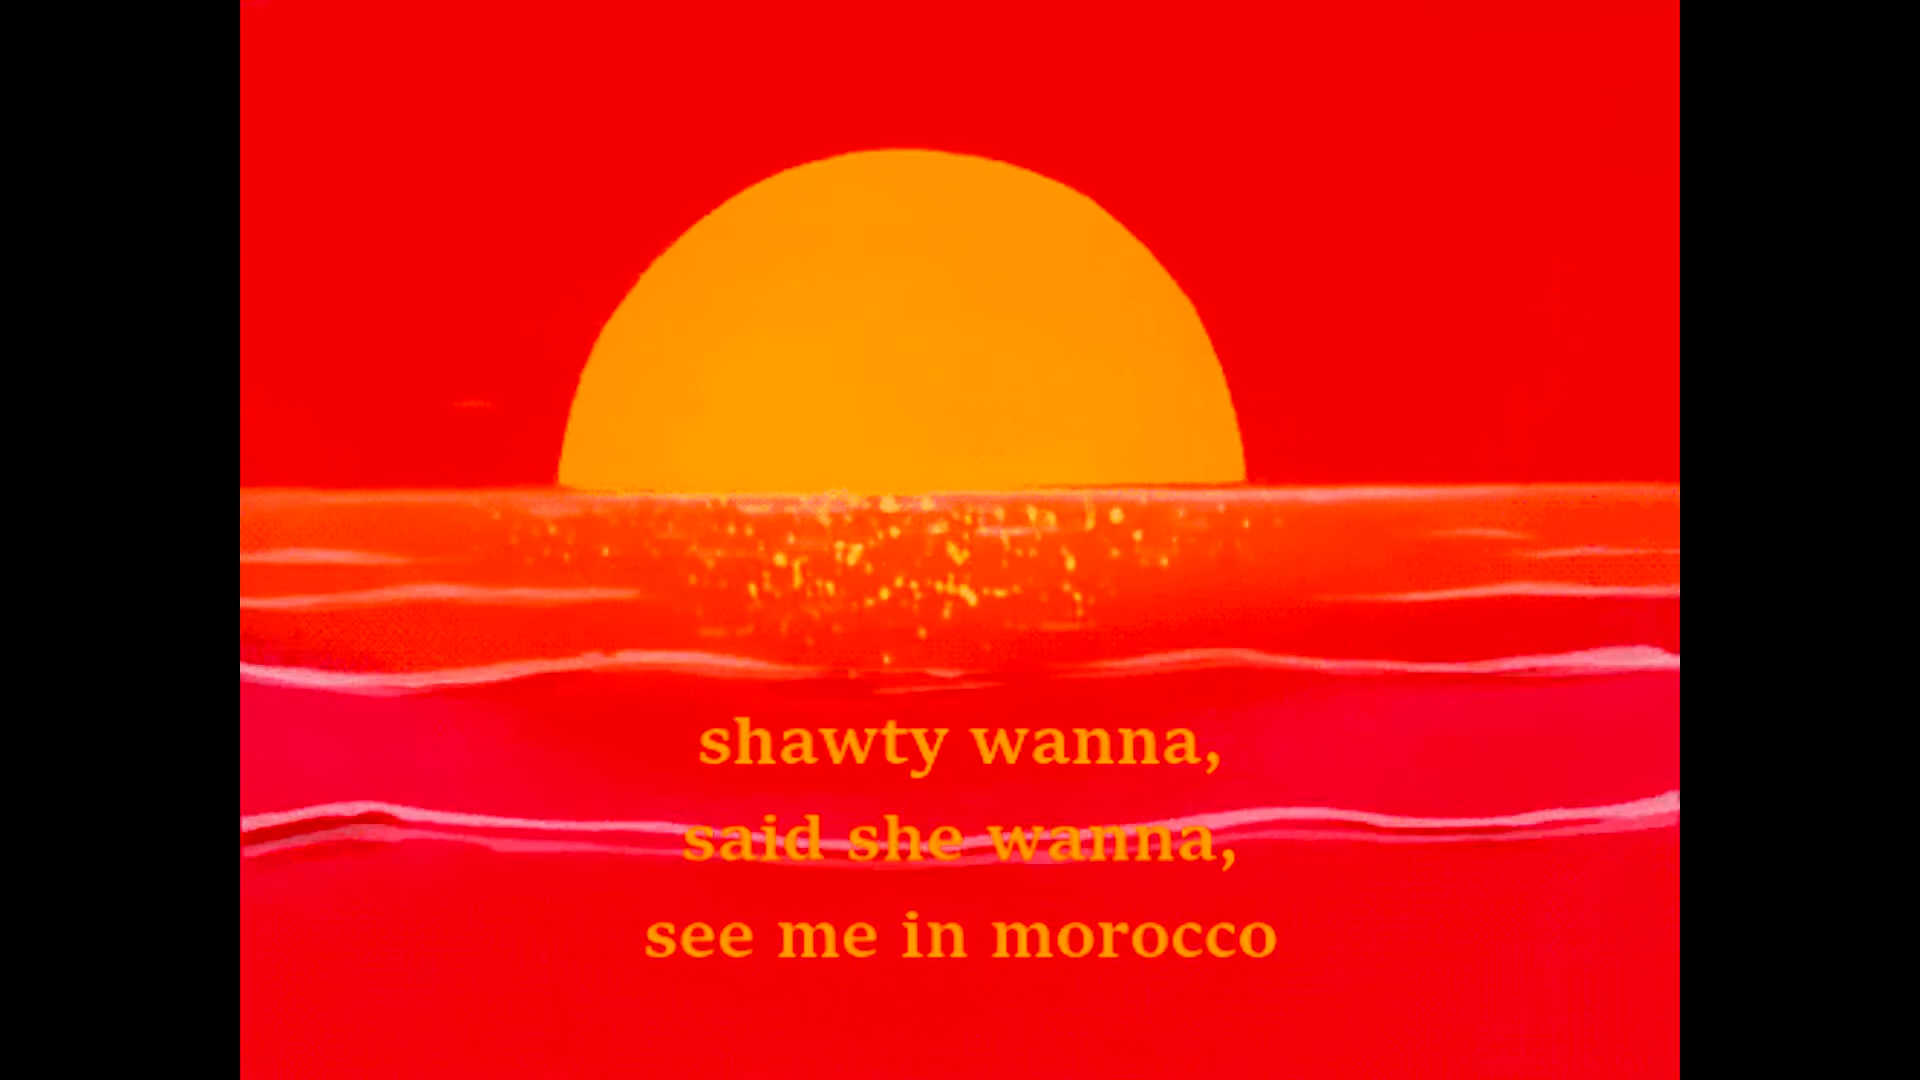 shawty wanna,
said she wanna,
see me in morocco